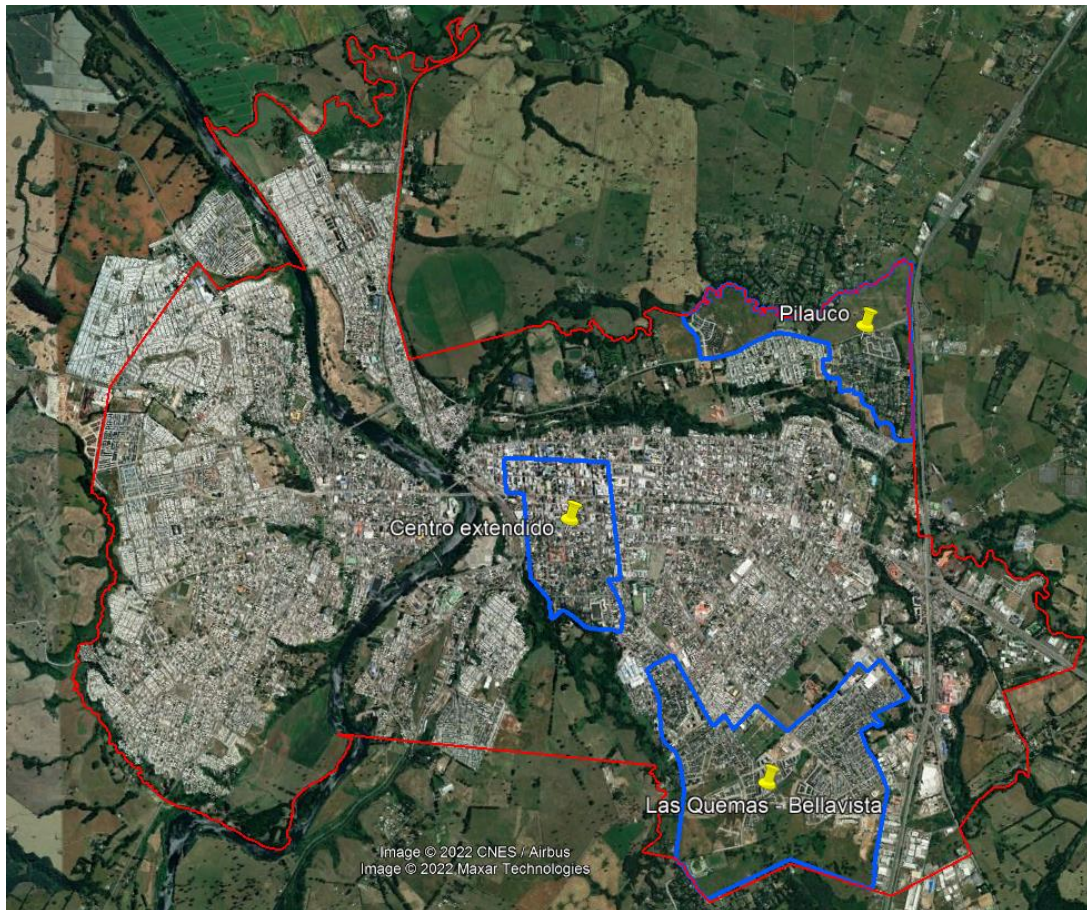 Pilauco
Centro extendido
Las Quemas - Bellavista
Image © 2022 CNES / Airbus
Image © 2022 Maxar Technologies